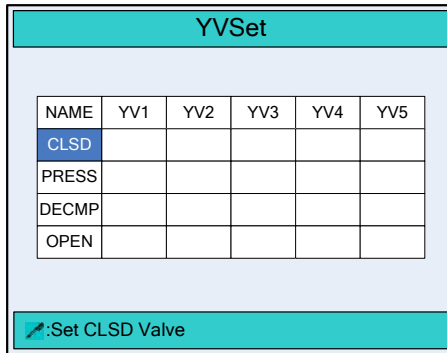 YVSet
NAME YV1 YV2 YV3 YV4 YV5
CLSD
PRESS
DECMP
OPEN
:Set CLSD Valve